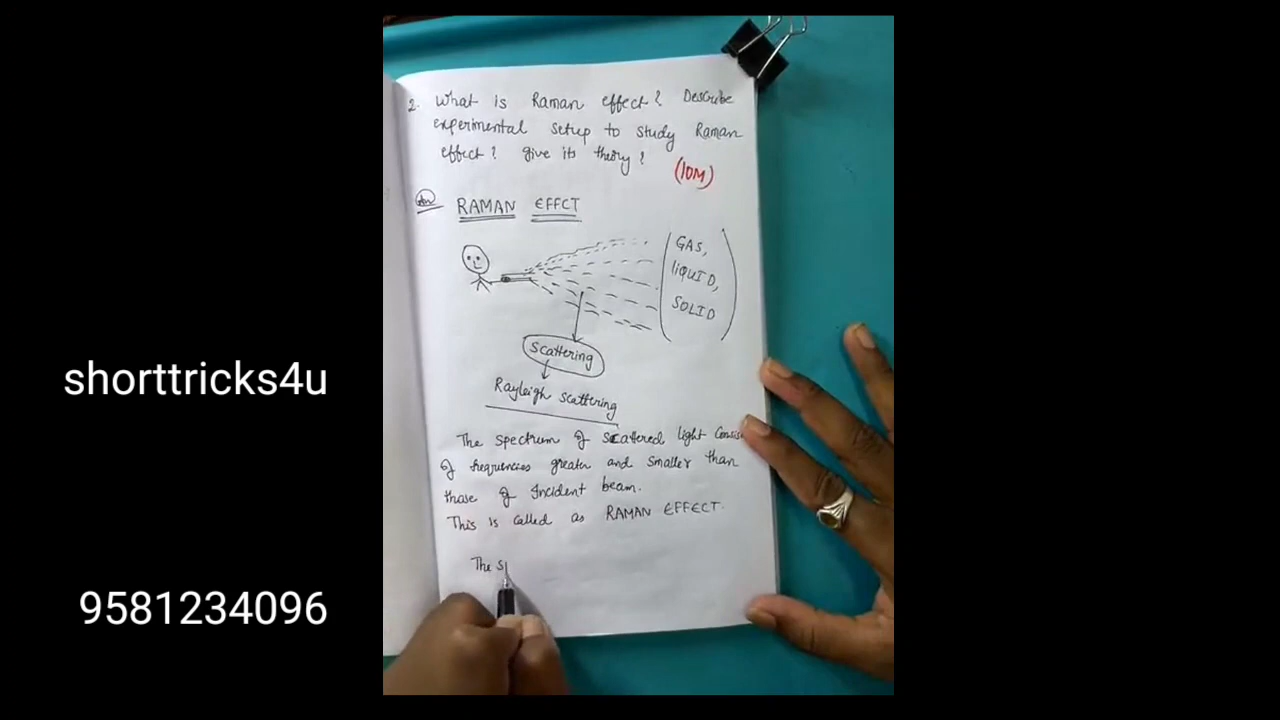 2. What is Raman effect? Describe
experimental setup to study Raman
effect? give its theory?
(10M)
Ans
RAMAN EFFCT
GAS,
liQUID,
SOLID
Scattering
Rayleigh scattering
The spectrum of scattered light Consis
of frequencies greater and smaller than
those of Incident beam.
This is called as RAMAN EFFECT.
The s
shorttricks4u
9581234096